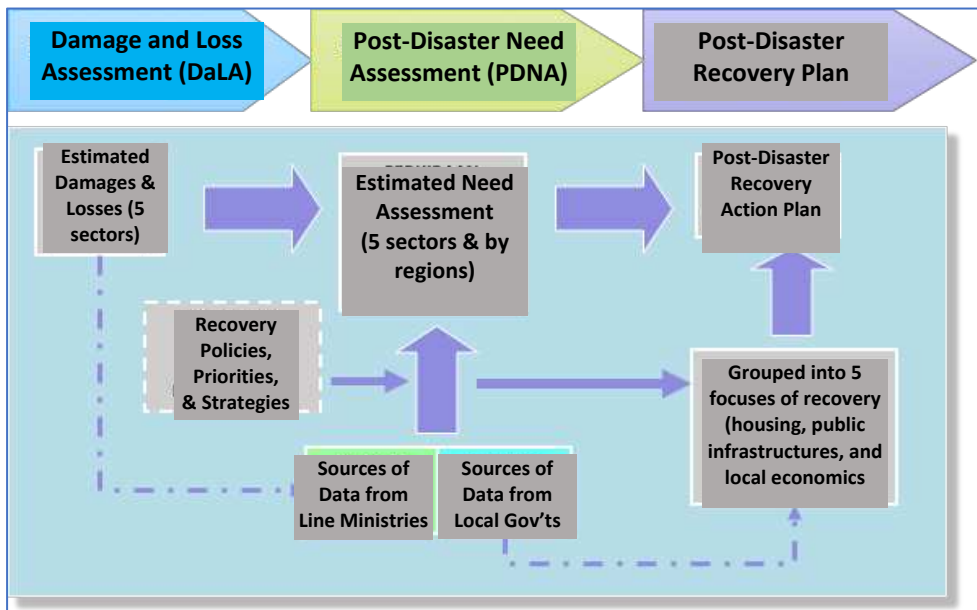 Damage and Loss
Assessment (DaLA)
Post-Disaster Need
Assessment (PDNA)
Post-Disaster
Recovery Plan
Estimated
Damages &
Losses (5
sectors)
Estimated Need
Assessment
(5 sectors & by
regions)
Post-Disaster
Recovery
Action Plan
Recovery
Policies,
Priorities,
& Strategies
Grouped into 5
focuses of recovery
(housing, public
infrastructures, and
local economics
Sources of
Data from
Line Ministries
Sources of
Data from
Local Gov’ts